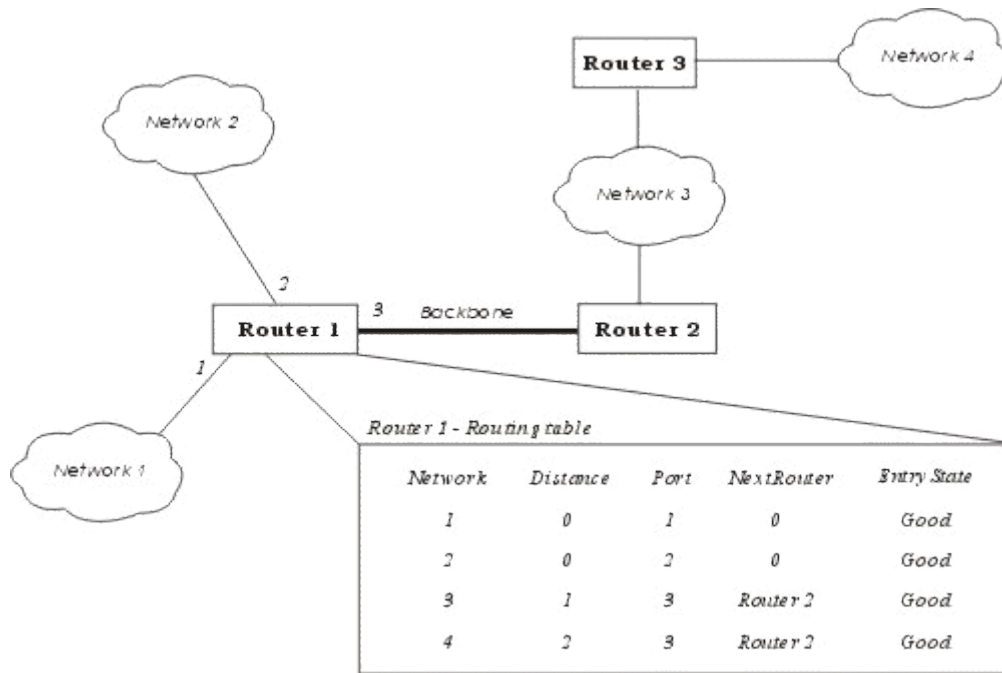 Router 3
Network 4
Network 2
Network 3
2
Router 1
3
Backbone
Router 2
1
Network 1
Router 1 - Routing table
Network Distance Port NextRouter Entry State
1 0 1 0 Good
2 0 2 0 Good
3 1 3 Router 2 Good
4 2 3 Router 2 Good